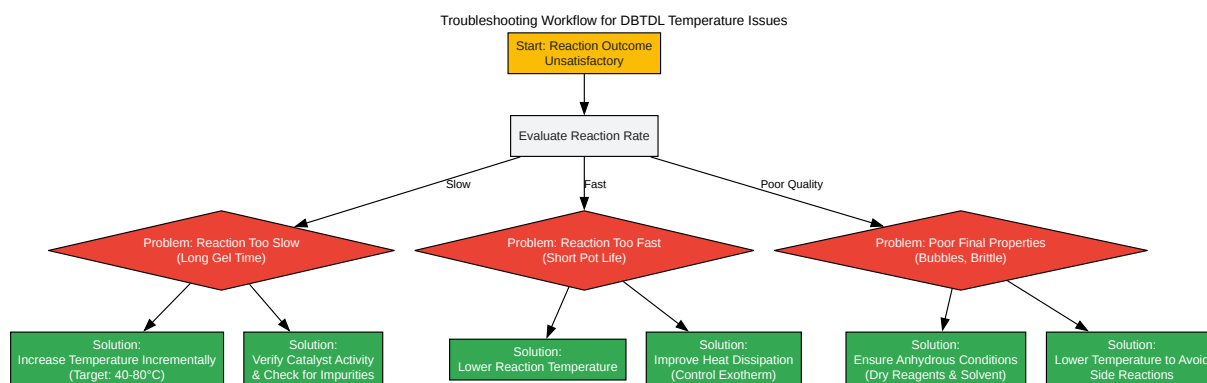 Troubleshooting Workflow for DBTDL Temperature Issues
Start: Reaction Outcome
Unsatisfactory
Evaluate Reaction Rate
Slow
Fast
Poor Quality
Problem: Reaction Too Slow
(Long Gel Time)
Problem: Reaction Too Fast
(Short Pot Life)
Problem: Poor Final Properties
(Bubbles, Brittle)
Solution:
Increase Temperature Incrementally
(Target: 40-80°C)
Solution:
Verify Catalyst Activity
& Check for Impurities
Solution:
Lower Reaction Temperature
Solution:
Improve Heat Dissipation
(Control Exotherm)
Solution:
Ensure Anhydrous Conditions
(Dry Reagents & Solvent)
Solution:
Lower Temperature to Avoid
Side Reactions